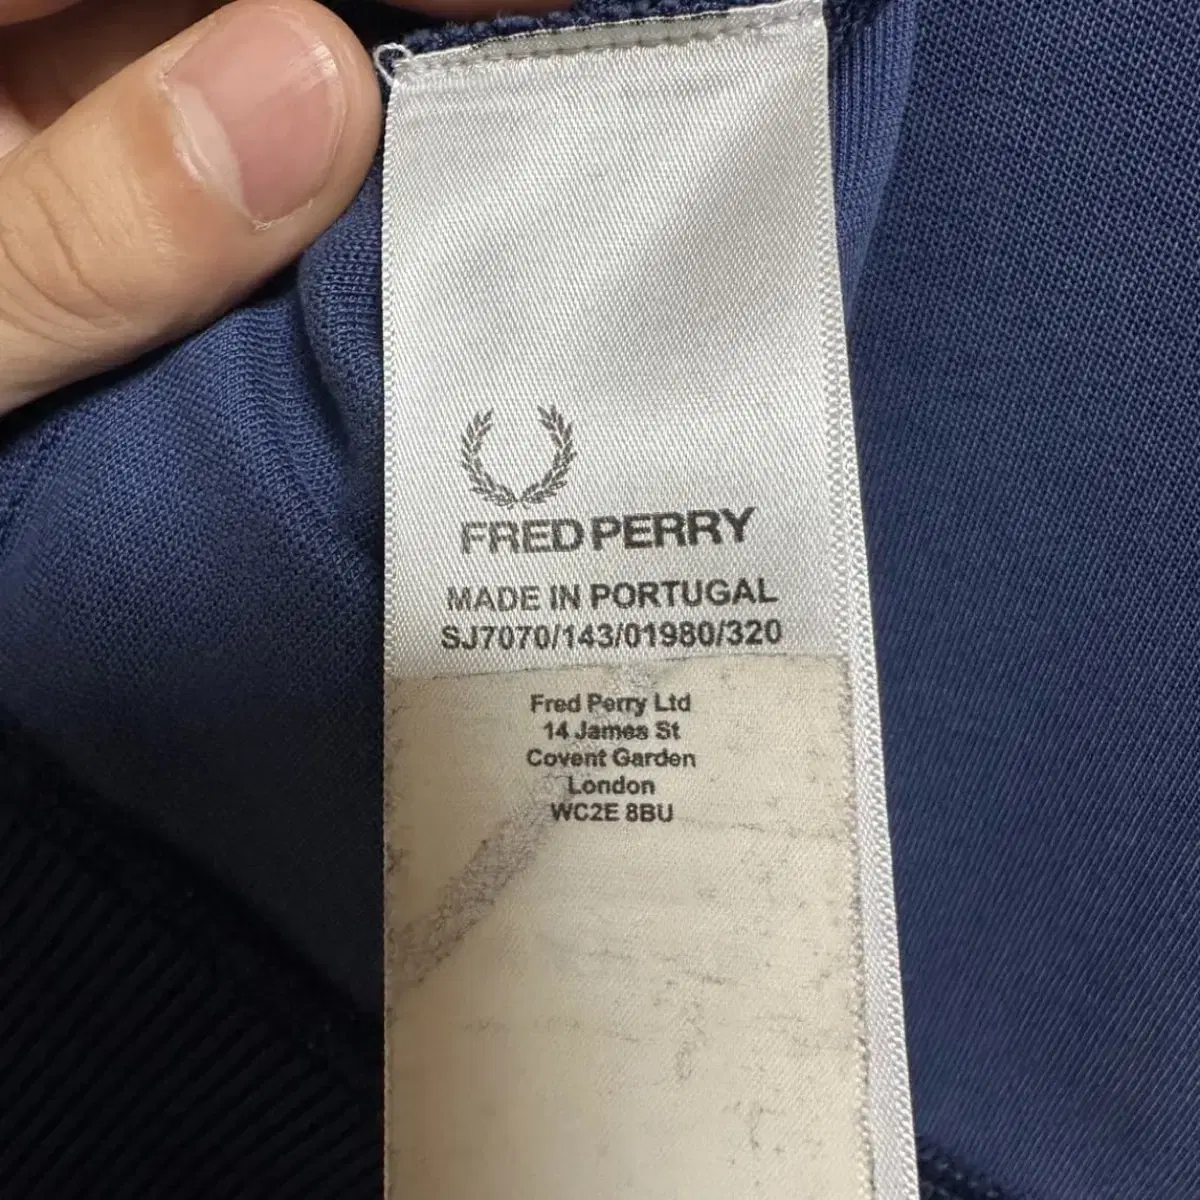 FRED PERRY
MADE IN PORTUGAL
SJ7070/143/01980/320
Fred Perry Ltd
14 James St
Covent Garden
London
WC2E 8BU